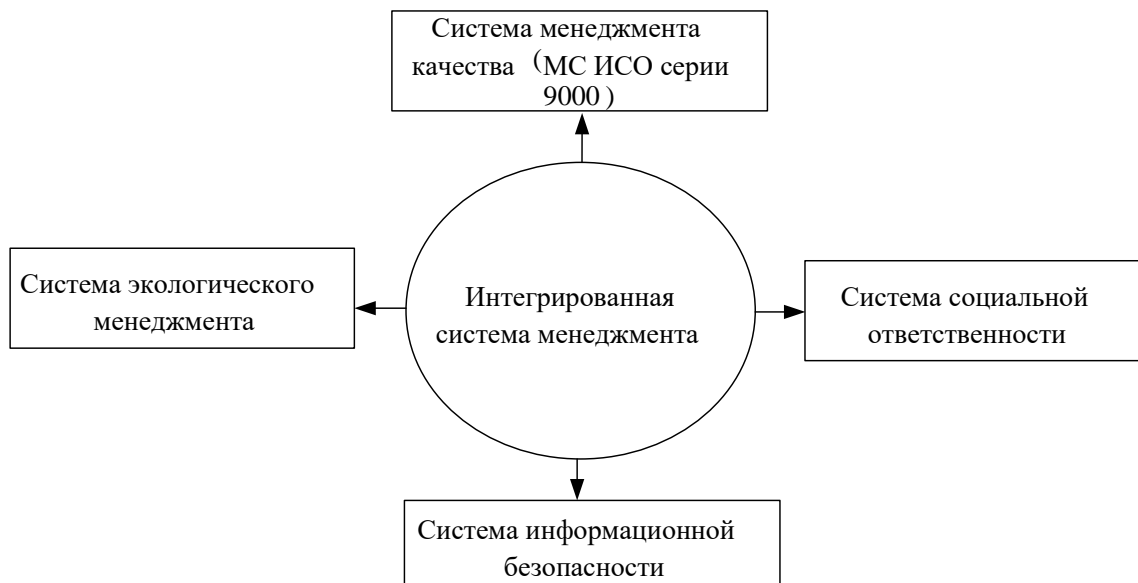 Система менеджмента
качества (МС ИСО серии
9000)
Система экологического
менеджмента
Интегрированная
система менеджмента
Система социальной
ответственности
Система информационной
безопасности